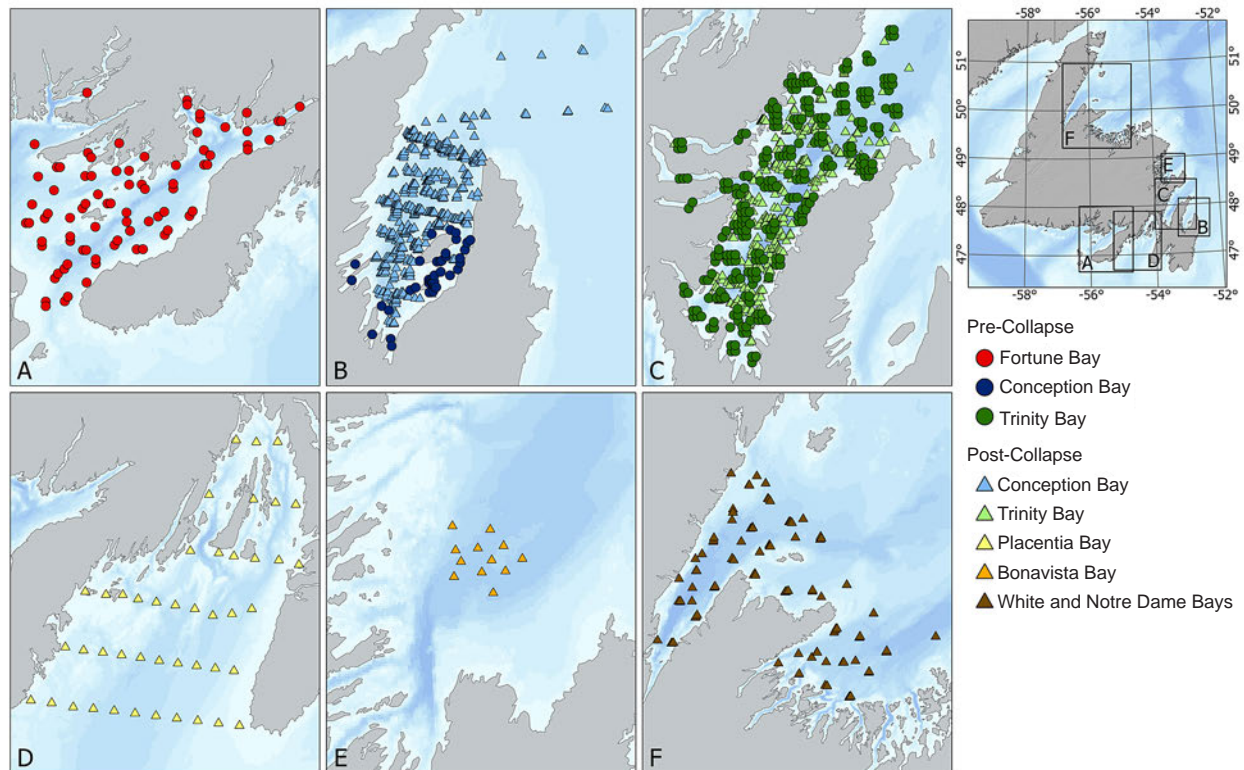 A
B
C
-58°
-56°
-54°
-52°
51°
50°
49°
48°
47°
51°
50°
49°
48°
47°
F
E
C
B
A
D
-58°
-56°
-54°
-52°
Pre-Collapse
Fortune Bay
Conception Bay
Trinity Bay
Post-Collapse
Conception Bay
Trinity Bay
Placentia Bay
Bonavista Bay
White and Notre Dame Bays
D
E
F